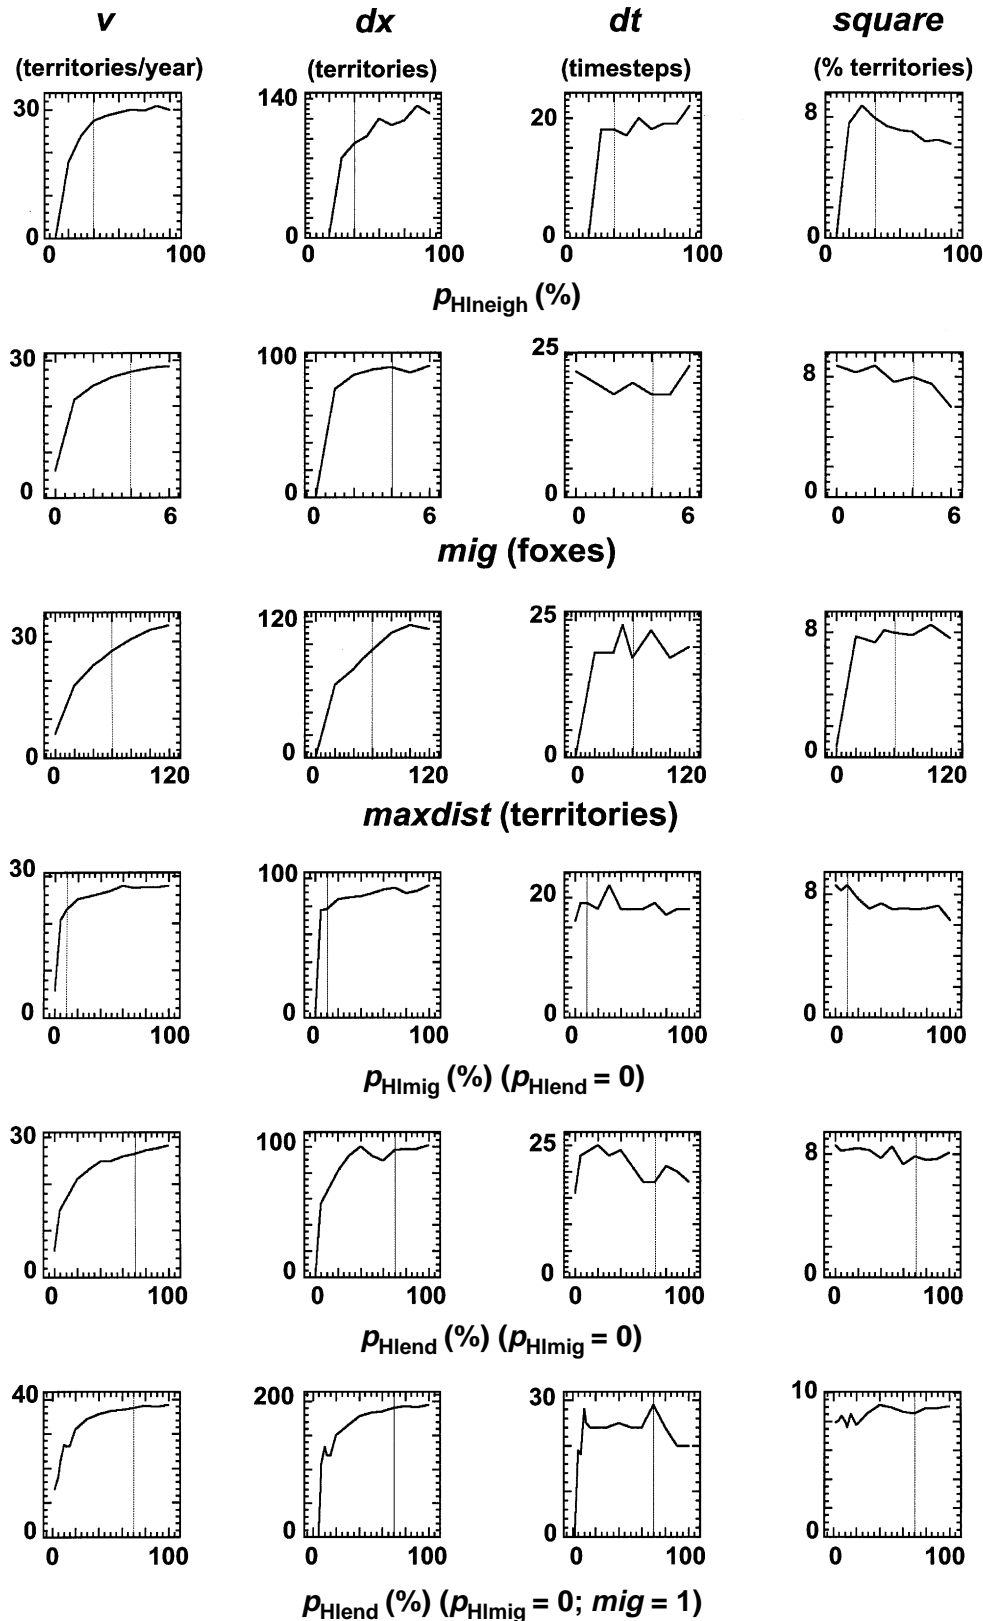 v dx dt square
(territories/year) (territories) (timesteps) (% territories)
30 140 20 8
0 0 0 0
0 100 0 100 0 100 0 100
pHIneigh (%)
30 100 25 8
0 0 0 0
0 6 0 6 0 6 0 6
mig (foxes)
30 120 25 8
0 0 0 0
0 120 0 120 0 120 0 120
maxdist (territories)
30 100 20 8
0 0 0 0
0 100 0 100 0 100 0 100
pHImig (%) (pHIend = 0)
30 100 25 8
0 0 0 0
0 100 0 100 0 100 0 100
pHIend (%) (pHImig = 0)
40 200 30 10
0 0 0 0
0 100 0 100 0 100 0 100
pHIend (%) (pHImig = 0; mig = 1)